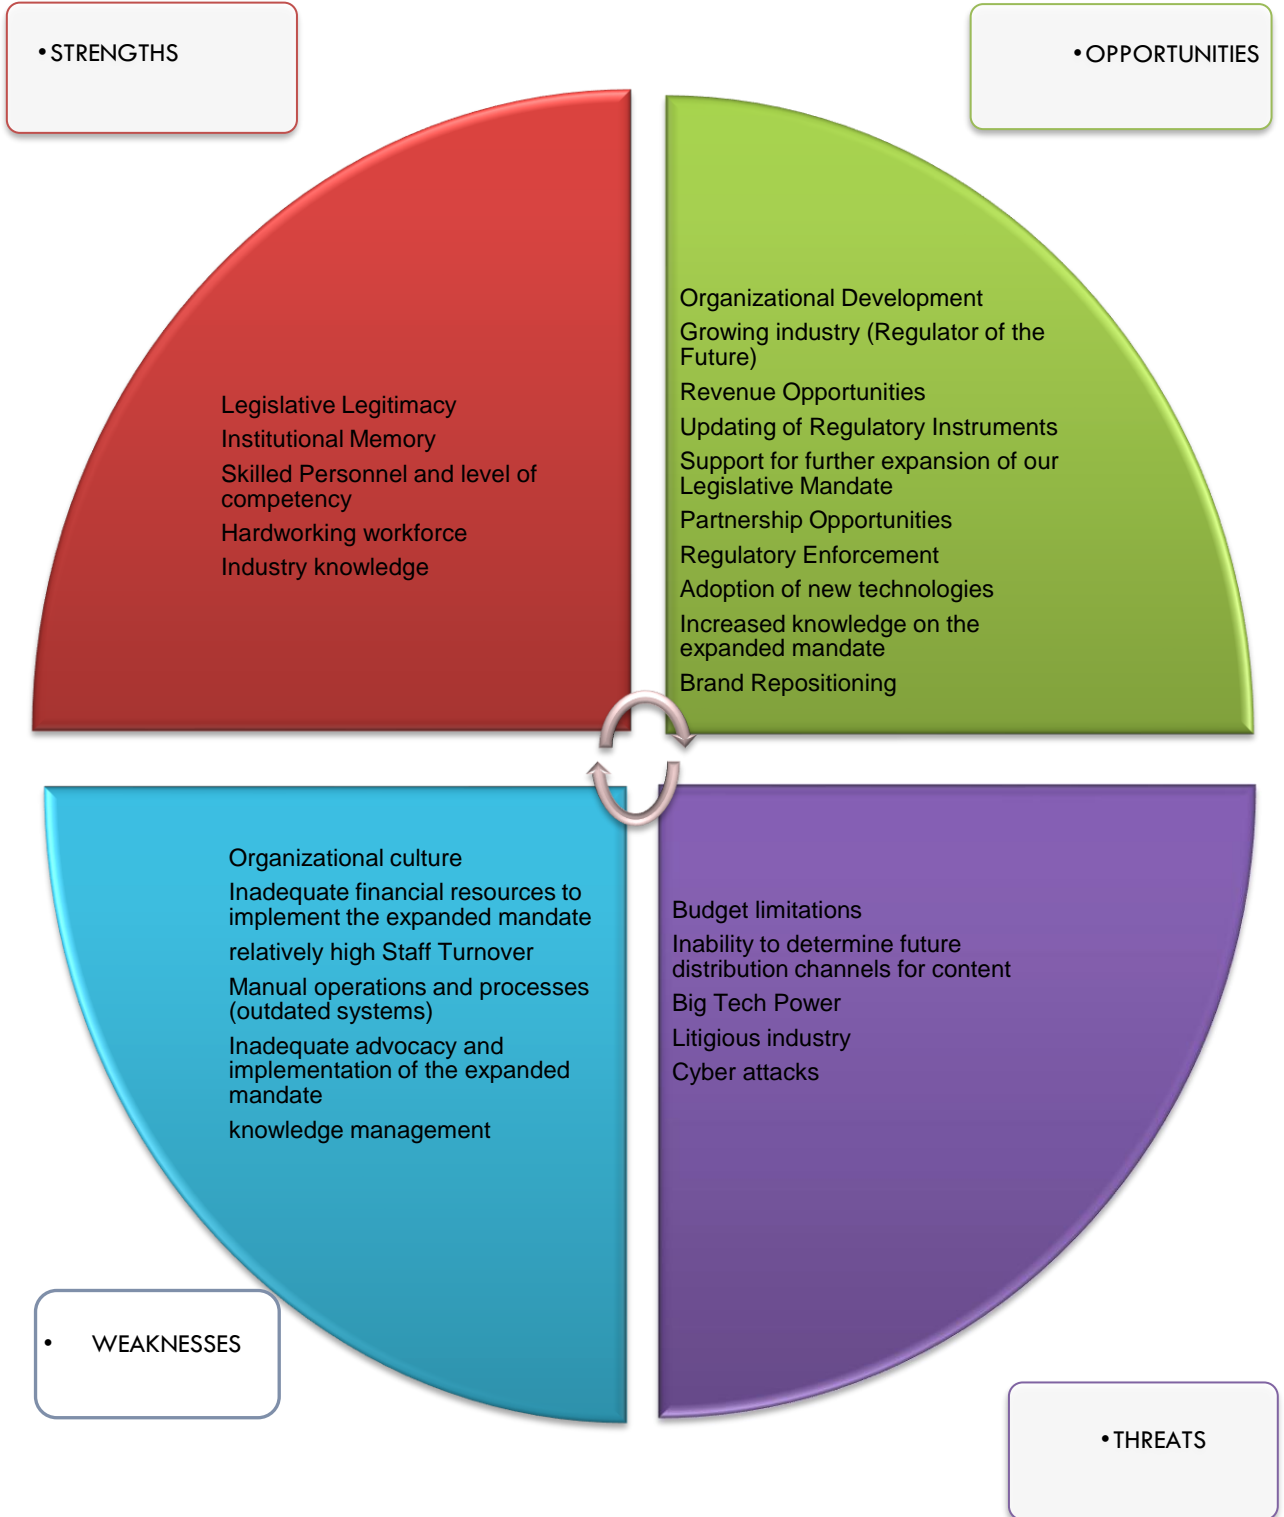 •STRENGTHS
•OPPORTUNITIES
Legislative Legitimacy
Institutional Memory
Skilled Personnel and level of
competency
Hardworking workforce
Industry knowledge
Organizational Development
Growing industry (Regulator of the
Future)
Revenue Opportunities
Updating of Regulatory Instruments
Support for further expansion of our
Legislative Mandate
Partnership Opportunities
Regulatory Enforcement
Adoption of new technologies
Increased knowledge on the
expanded mandate
Brand Repositioning
Organizational culture
Inadequate financial resources to
implement the expanded mandate
relatively high Staff Turnover
Manual operations and processes
(outdated systems)
Inadequate advocacy and
implementation of the expanded
mandate
knowledge management
Budget limitations
Inability to determine future
distribution channels for content
Big Tech Power
Litigious industry
Cyber attacks
• WEAKNESSES
•THREATS